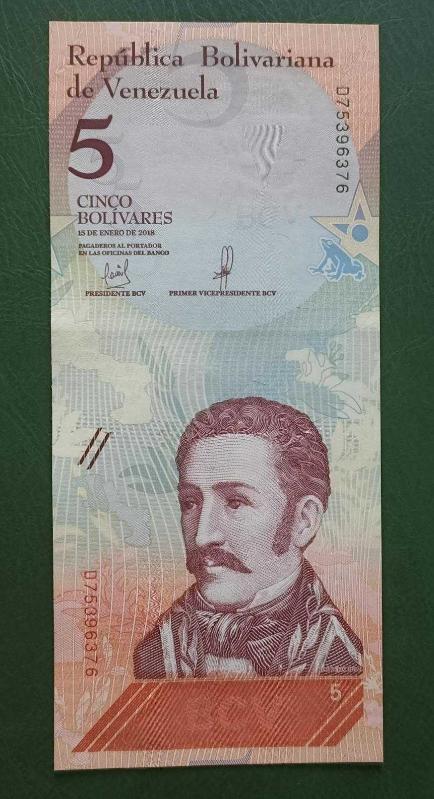 República Bolivariana
de Venezuela
5
CINCO
BOLÍVARES
15 DE ENERO DE 2018
PAGADEROS AL PORTADOR
EN LAS OFICINAS DEL BANCO
PRESIDENTE BCV
PRIMER VICEPRESIDENTE BCV
D75396376
D75396376
5
BCV